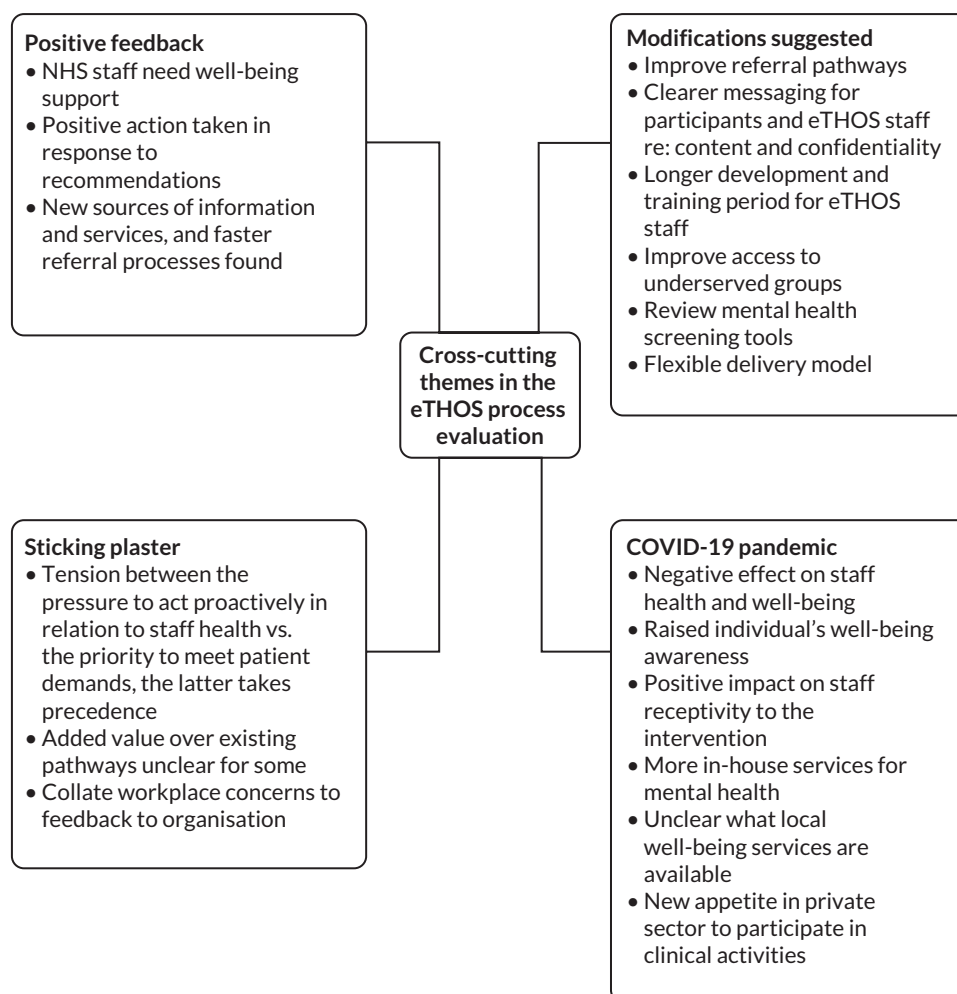 Positive feedback
• NHS staff need well-being
support
• Positive action taken in
response to
recommendations
• New sources of information
and services, and faster
referral processes found
Modifications suggested
• Improve referral pathways
• Clearer messaging for
participants and eTHOS staff
re: content and confidentiality
• Longer development and
training period for eTHOS
staff
• Improve access to
underserved groups
• Review mental health
screening tools
• Flexible delivery model
Cross-cutting
themes in the
eTHOS process
evaluation
Sticking plaster
• Tension between the
pressure to act proactively in
relation to staff health vs.
the priority to meet patient
demands, the latter takes
precedence
• Added value over existing
pathways unclear for some
• Collate workplace concerns to
feedback to organisation
COVID-19 pandemic
• Negative effect on staff
health and well-being
• Raised individual's well-being
awareness
• Positive impact on staff
receptivity to the
intervention
• More in-house services for
mental health
• Unclear what local
well-being services are
available
• New appetite in private
sector to participate in
clinical activities